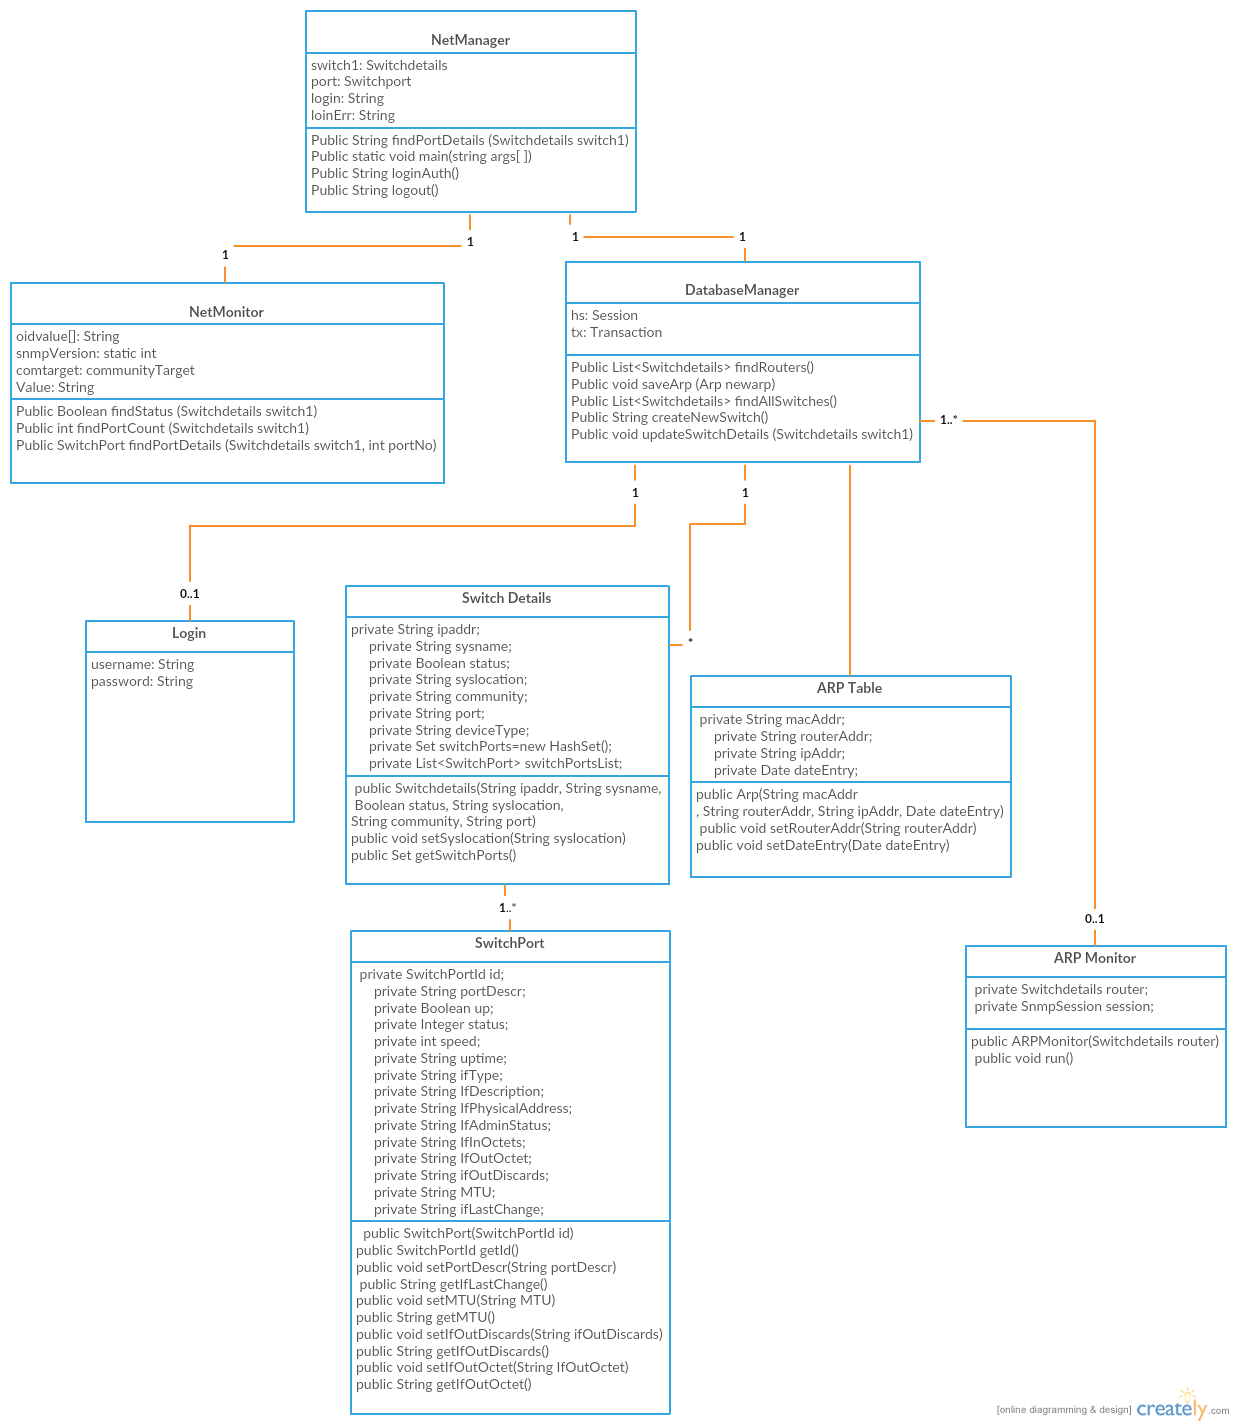 NetManager
switch1: Switchdetails
port: Switchport
login: String
loinErr: String
Public String findPortDetails (Switchdetails switch1)
Public static void main(string args[ ])
Public String loginAuth()
Public String logout()
1
1
1
1
NetMonitor
oidvalue[]: String
snmpVersion: static int
comtarget: communityTarget
Value: String
Public Boolean findStatus (Switchdetails switch1)
Public int findPortCount (Switchdetails switch1)
Public SwitchPort findPortDetails (Switchdetails switch1, int portNo)
DatabaseManager
hs: Session
tx: Transaction
Public List<Switchdetails> findRouters()
Public void saveArp (Arp newarp)
Public List<Switchdetails> findAllSwitches()
Public String createNewSwitch()
Public void updateSwitchDetails (Switchdetails switch1)
1..*
1
1
0..1
*
Login
username: String
password: String
Switch Details
private String ipaddr;
private String sysname;
private Boolean status;
private String syslocation;
private String community;
private String port;
private String deviceType;
private Set switchPorts=new HashSet();
private List<SwitchPort> switchPortsList;
public Switchdetails(String ipaddr, String sysname,
Boolean status, String syslocation,
String community, String port)
public void setSyslocation(String syslocation)
public Set getSwitchPorts()
ARP Table
private String macAddr;
private String routerAddr;
private String ipAddr;
private Date dateEntry;
public Arp(String macAddr
, String routerAddr, String ipAddr, Date dateEntry)
public void setRouterAddr(String routerAddr)
public void setDateEntry(Date dateEntry)
1..*
0..1
SwitchPort
private SwitchPortId id;
private String portDescr;
private Boolean up;
private Integer status;
private int speed;
private String uptime;
private String ifType;
private String IfDescription;
private String IfPhysicalAddress;
private String IfAdminStatus;
private String IfInOctets;
private String IfOutOctet;
private String ifOutDiscards;
private String MTU;
private String ifLastChange;
public SwitchPort(SwitchPortId id)
public SwitchPortId getId()
public void setPortDescr(String portDescr)
public String getIfLastChange()
public void setMTU(String MTU)
public String getMTU()
public void setIfOutDiscards(String ifOutDiscards)
public String getIfOutDiscards()
public void setIfOutOctet(String IfOutOctet)
public String getIfOutOctet()
ARP Monitor
private Switchdetails router;
private SnmpSession session;
public ARPMonitor(Switchdetails router)
public void run()
[online diagramming & design] creately.com